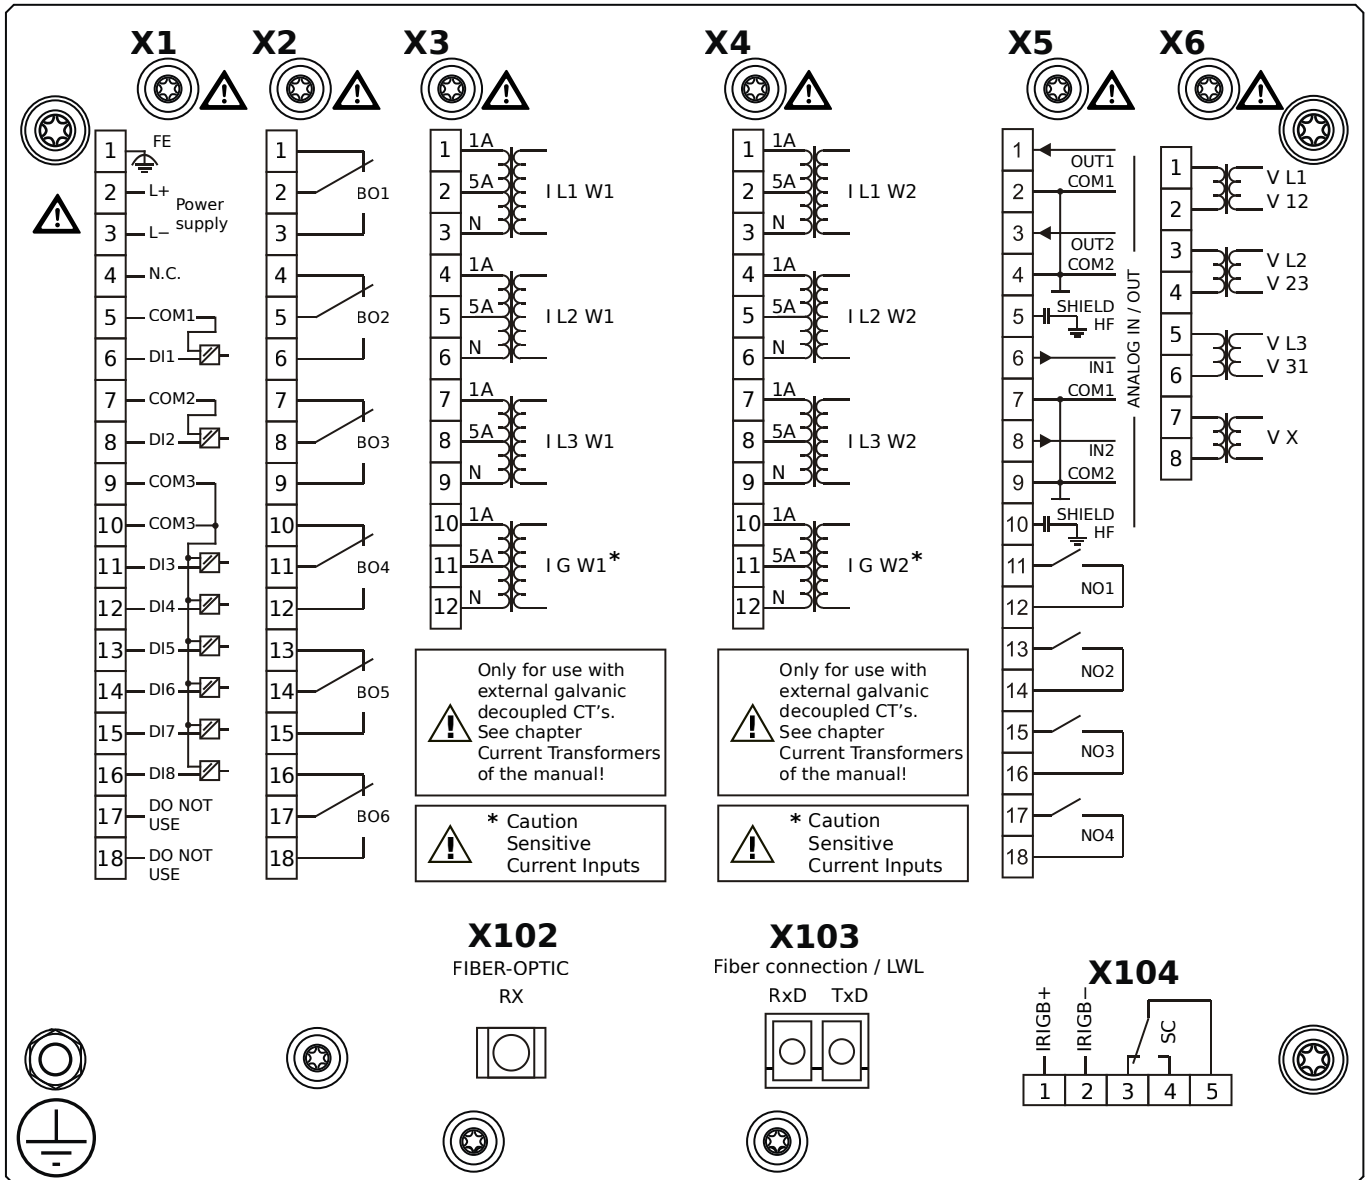 X1
X2
X3
X4
X5
X6
1 FE
2 L+
Power
supply
3 L−
4 N.C.
5 COM1
6 DI1
7 COM2
8 DI2
9 COM3
10 COM3
11 DI3
12 DI4
13 DI5
14 DI6
15 DI7
16 DI8
17 DO NOT
USE
18 DO NOT
USE
1
2 BO1
3
4
5 BO2
6
7
8 BO3
9
10
11 BO4
12
13
14 BO5
15
16
17 BO6
18
1 1A
2 5A I L1 W1
3 N
4 1A
5 5A I L2 W1
6 N
7 1A
8 5A I L3 W1
9 N
10 1A
11 5A I G W1*
12 N
Only for use with
external galvanic
decoupled CT's.
See chapter
Current Transformers
of the manual!
* Caution
Sensitive
Current Inputs
1 1A
2 5A I L1 W2
3 N
4 1A
5 5A I L2 W2
6 N
7 1A
8 5A I L3 W2
9 N
10 1A
11 5A I G W2*
12 N
Only for use with
external galvanic
decoupled CT's.
See chapter
Current Transformers
of the manual!
* Caution
Sensitive
Current Inputs
1 OUT1
2 COM1
3 OUT2
4 COM2
5 SHIELD
HF
6 IN1
7 COM1
8 IN2
9 COM2
10 SHIELD
HF
ANALOG IN / OUT
11
NO1
12
13
NO2
14
15
NO3
16
17
NO4
18
1 V L1
2 V 12
3 V L2
4 V 23
5 V L3
6 V 31
7
V X
8
X102
FIBER-OPTIC
RX
X103
Fiber connection / LWL
RxD TxD
X104
IRIGB+
IRIGB−
SC
1 2 3 4 5